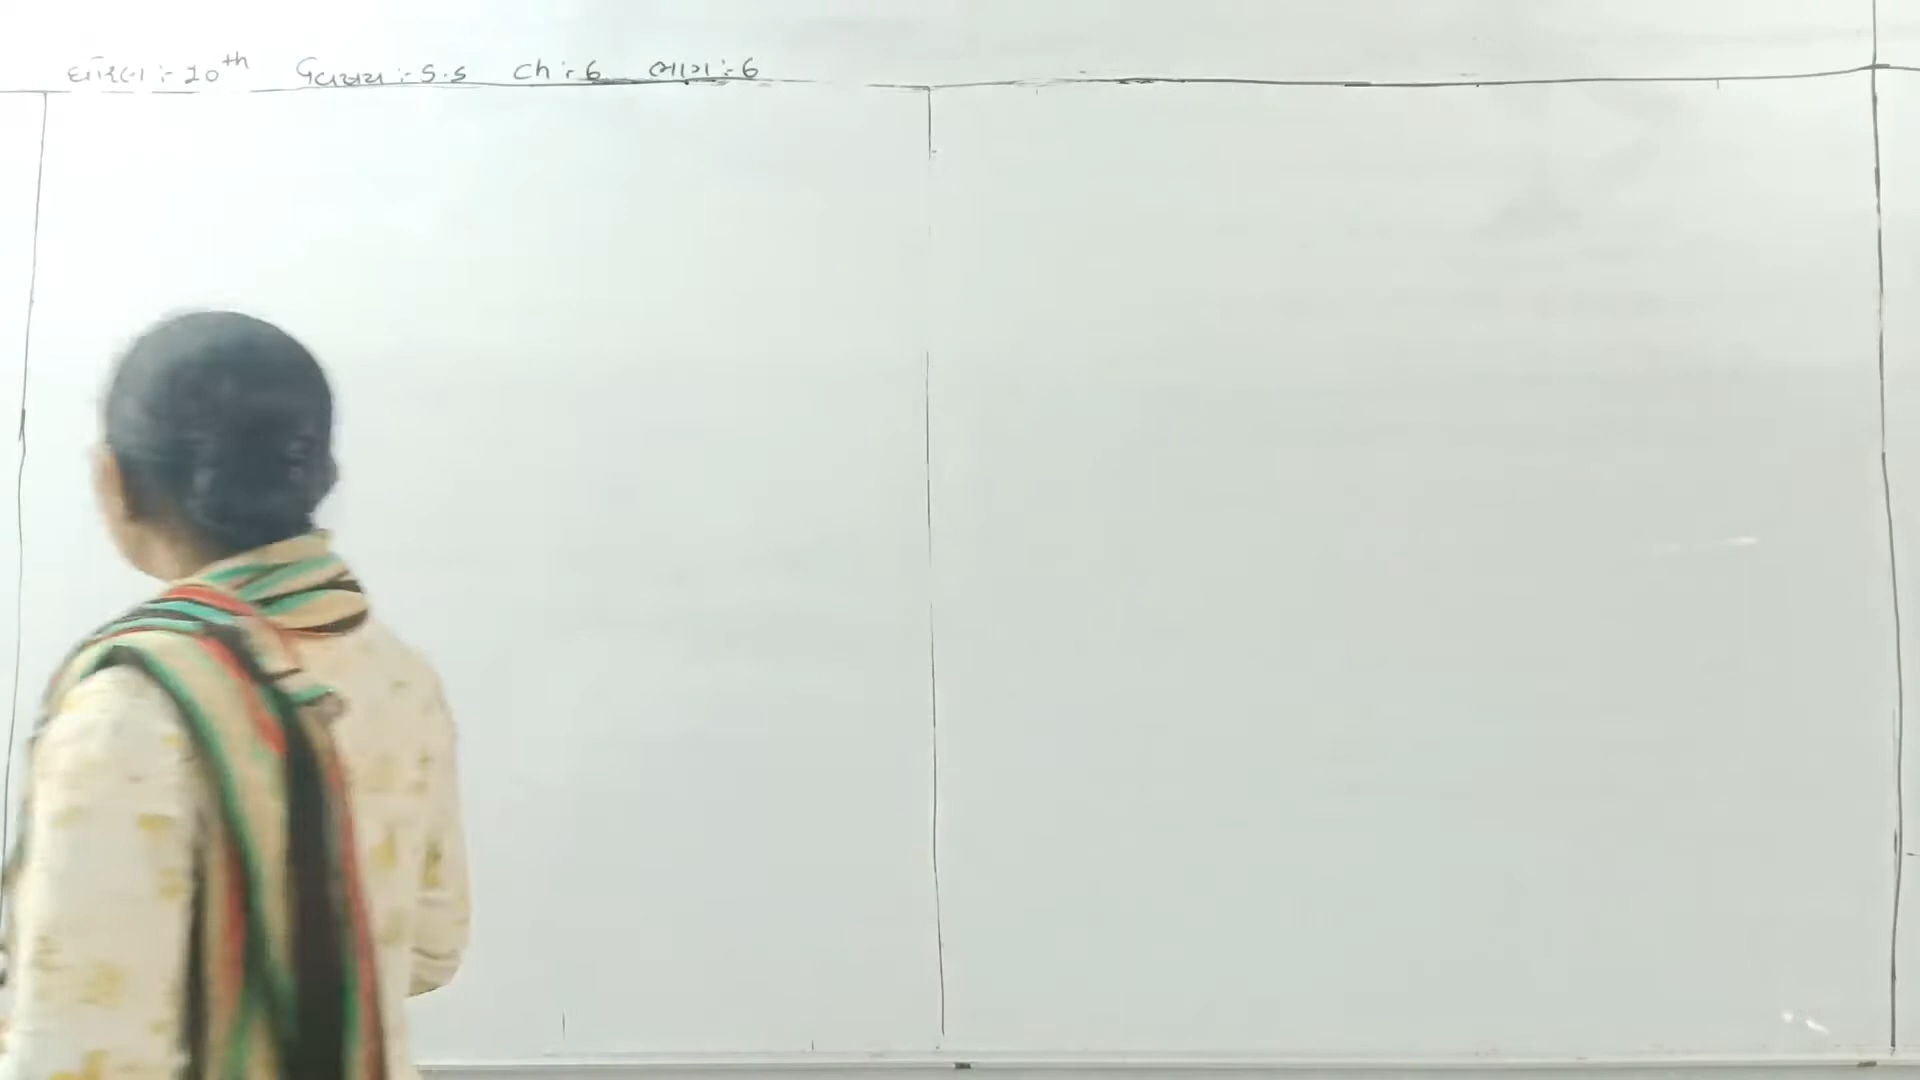 ધોરણ :- 10th વિષય :- S.S Ch :- 6 ભાગ :- 6